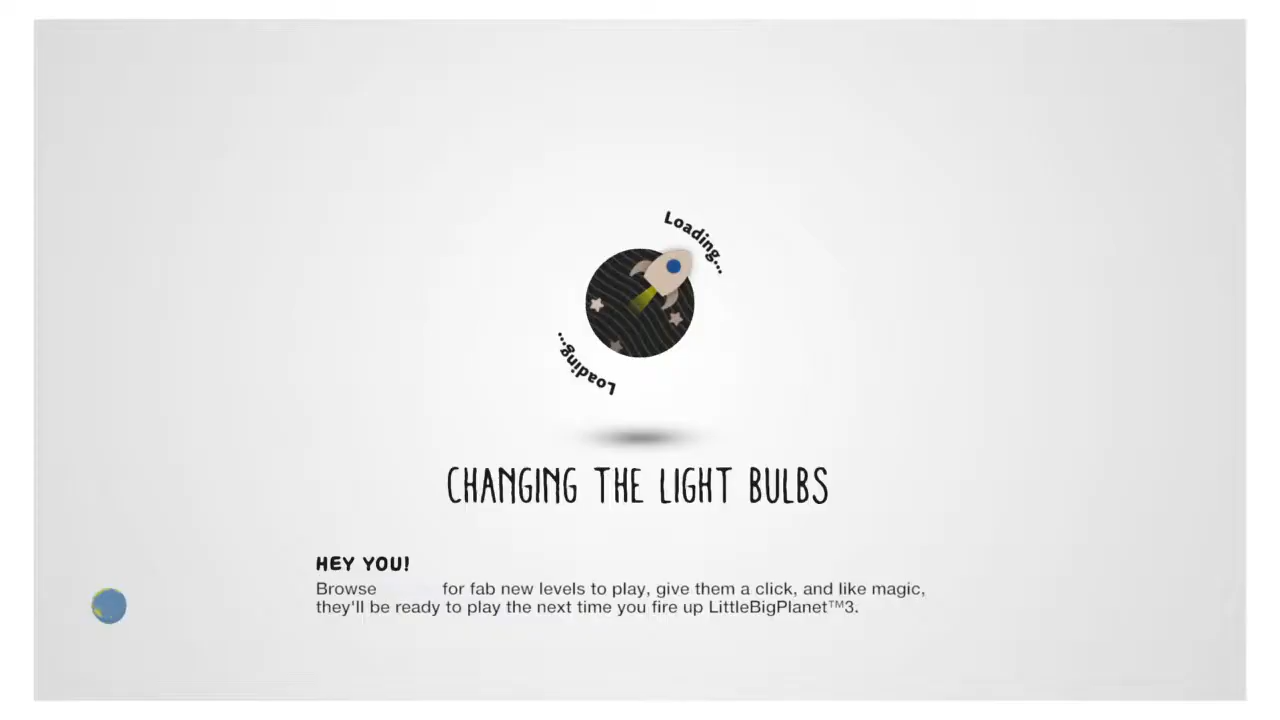 Loading...
Loading...
CHANGING THE LIGHT BULBS
HEY YOU!
Browse for fab new levels to play, give them a click, and like magic,
they'll be ready to play the next time you fire up LittleBigPlanet™3.